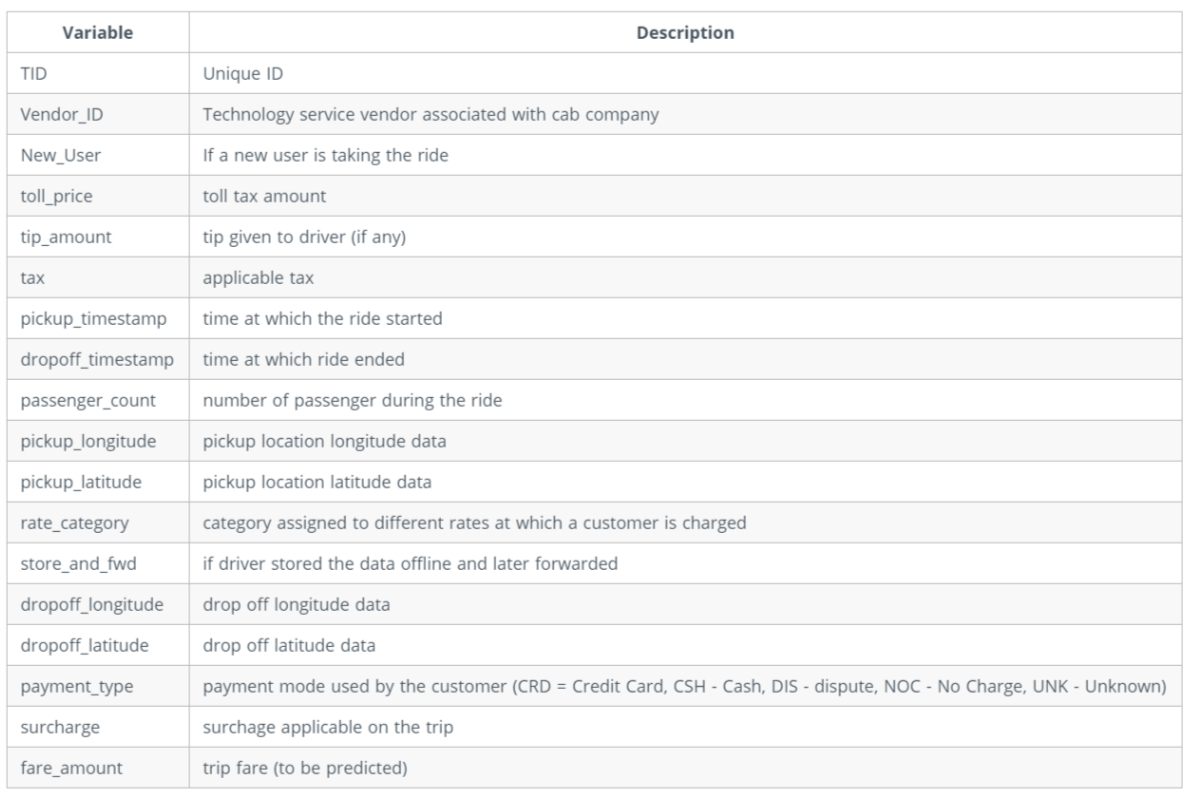 Variable Description
TID Unique ID
Vendor_ID Technology service vendor associated with cab company
New_User If a new user is taking the ride
toll_price toll tax amount
tip_amount tip given to driver (if any)
tax applicable tax
pickup_timestamp time at which the ride started
dropoff_timestamp time at which ride ended
passenger_count number of passenger during the ride
pickup_longitude pickup location longitude data
pickup_latitude pickup location latitude data
rate_category category assigned to different rates at which a customer is charged
store_and_fwd if driver stored the data offline and later forwarded
dropoff_longitude drop off longitude data
dropoff_latitude drop off latitude data
payment_type payment mode used by the customer (CRD = Credit Card, CSH - Cash, DIS - dispute, NOC - No Charge, UNK - Unknown)
surcharge surchage applicable on the trip
fare_amount trip fare (to be predicted)